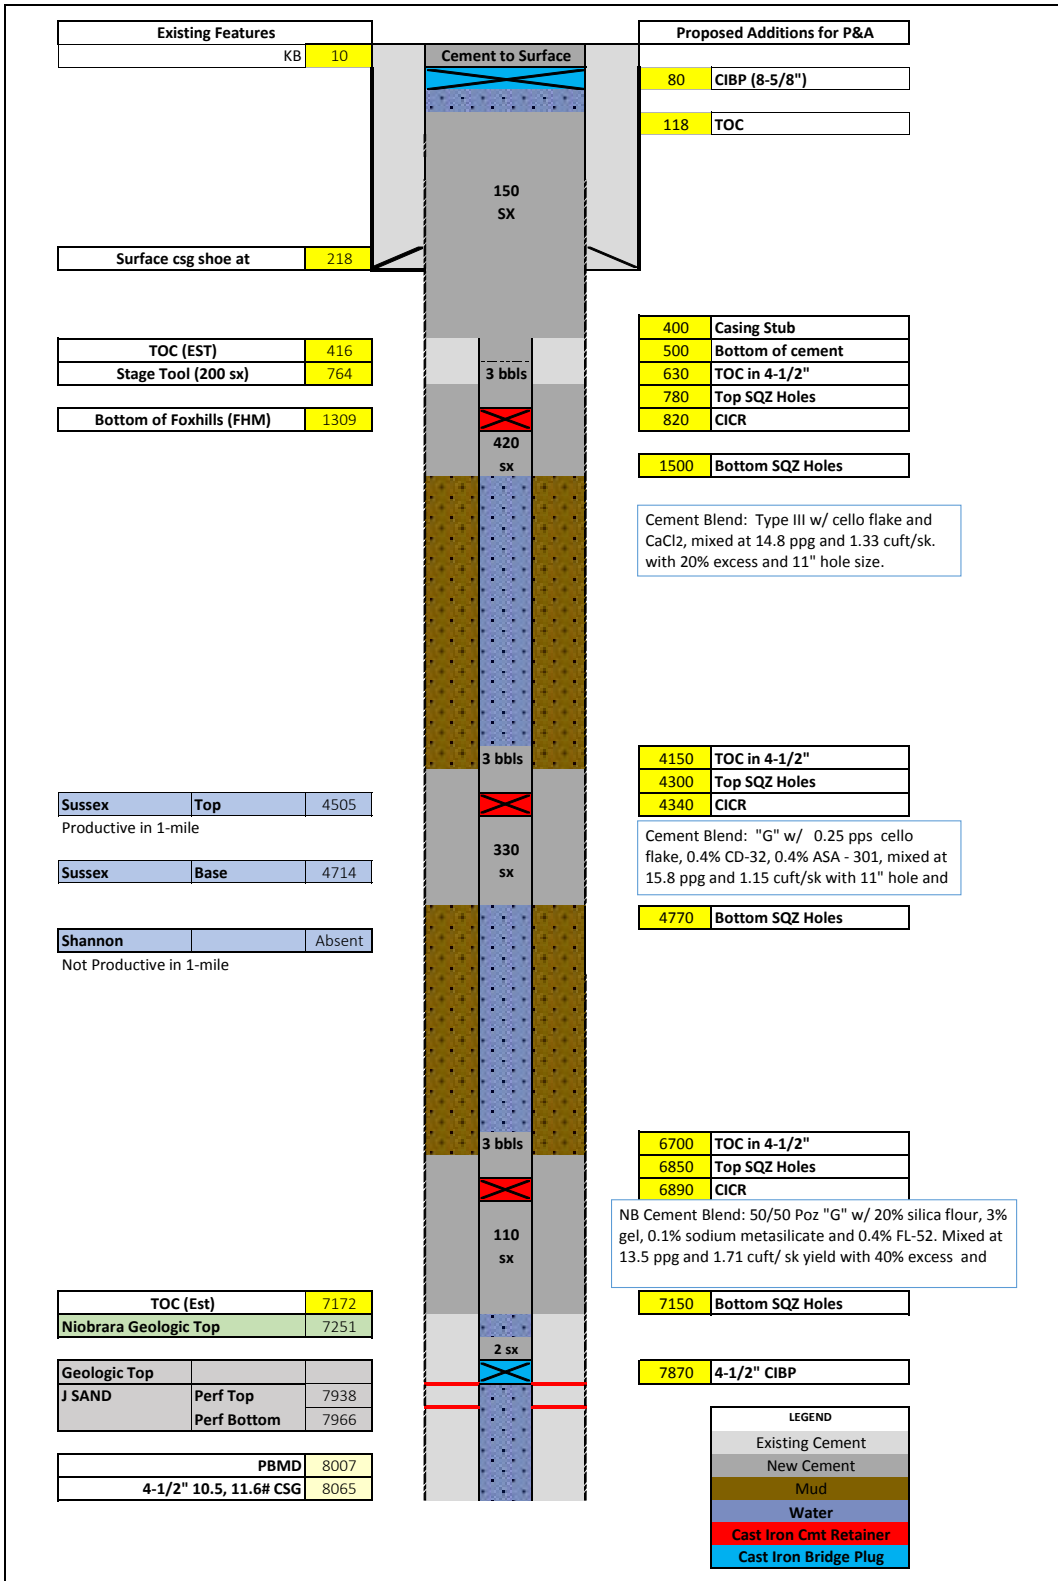 Existing Features
Proposed Additions for P&A
KB 10
Cement to Surface
80 CIBP (8-5/8")
118 TOC
150
SX
Surface csg shoe at 218
400 Casing Stub
TOC (EST) 416
500 Bottom of cement
Stage Tool (200 sx) 764
3 bbls
630 TOC in 4-1/2"
780 Top SQZ Holes
Bottom of Foxhills (FHM) 1309
820 CICR
420
sx
1500 Bottom SQZ Holes
Cement Blend: Type III w/ cello flake and
CaCl2, mixed at 14.8 ppg and 1.33 cuft/sk.
with 20% excess and 11" hole size.
3 bbls
4150 TOC in 4-1/2"
4300 Top SQZ Holes
Sussex Top 4505
4340 CICR
Productive in 1-mile
Cement Blend: "G" w/ 0.25 pps cello
flake, 0.4% CD-32, 0.4% ASA - 301, mixed at
15.8 ppg and 1.15 cuft/sk with 11" hole and
330
sx
Sussex Base 4714
4770 Bottom SQZ Holes
Shannon Absent
Not Productive in 1-mile
3 bbls
6700 TOC in 4-1/2"
6850 Top SQZ Holes
6890 CICR
NB Cement Blend: 50/50 Poz "G" w/ 20% silica flour, 3%
gel, 0.1% sodium metasilicate and 0.4% FL-52. Mixed at
13.5 ppg and 1.71 cuft/ sk yield with 40% excess and
110
sx
TOC (Est) 7172
7150 Bottom SQZ Holes
Niobrara Geologic Top 7251
2 sx
Geologic Top
7870 4-1/2" CIBP
J SAND Perf Top 7938
Perf Bottom 7966
PBMD 8007
4-1/2" 10.5, 11.6# CSG 8065
LEGEND
Existing Cement
New Cement
Mud
Water
Cast Iron Cmt Retainer
Cast Iron Bridge Plug